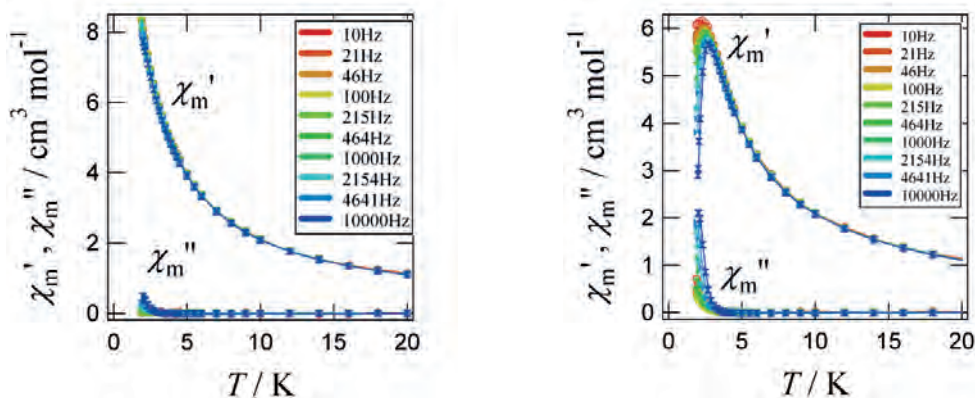 χm', χm" / cm3 mol-1
8
6
4
2
0
χm'
χm"
10Hz
21Hz
46Hz
100Hz
215Hz
464Hz
1000Hz
2154Hz
4641Hz
10000Hz
0 5 10 15 20
T / K
χm', χm" / cm3 mol-1
6
5
4
3
2
1
0
χm'
χm"
10Hz
21Hz
46Hz
100Hz
215Hz
464Hz
1000Hz
2154Hz
4641Hz
10000Hz
0 5 10 15 20
T / K